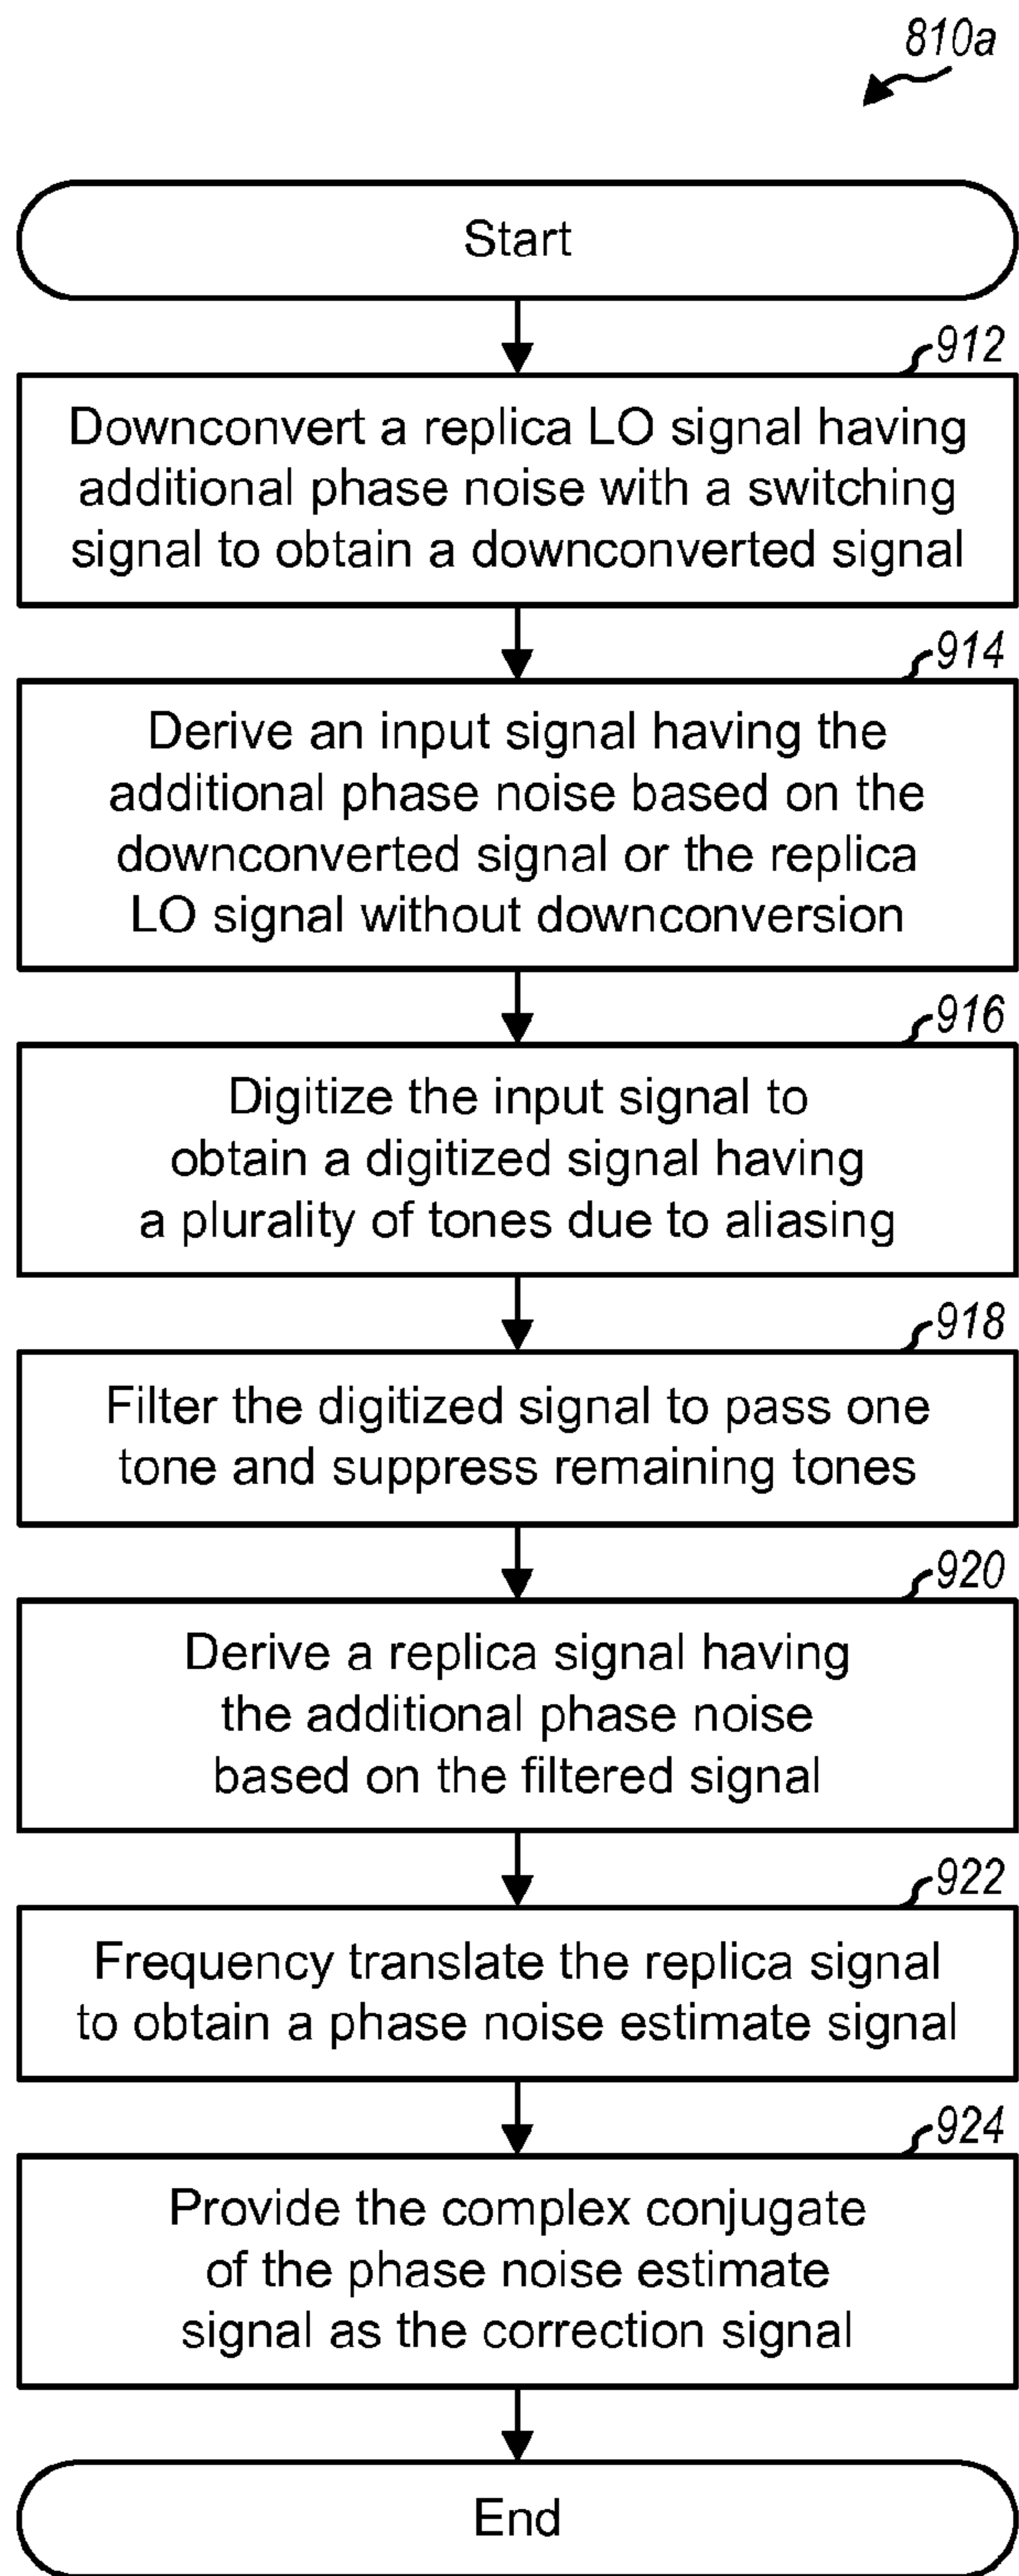 810a
Start
912
Downconvert a replica LO signal having
additional phase noise with a switching
signal to obtain a downconverted signal
914
Derive an input signal having the
additional phase noise based on the
downconverted signal or the replica
LO signal without downconversion
916
Digitize the input signal to
obtain a digitized signal having
a plurality of tones due to aliasing
918
Filter the digitized signal to pass one
tone and suppress remaining tones
920
Derive a replica signal having
the additional phase noise
based on the filtered signal
922
Frequency translate the replica signal
to obtain a phase noise estimate signal
924
Provide the complex conjugate
of the phase noise estimate
signal as the correction signal
End